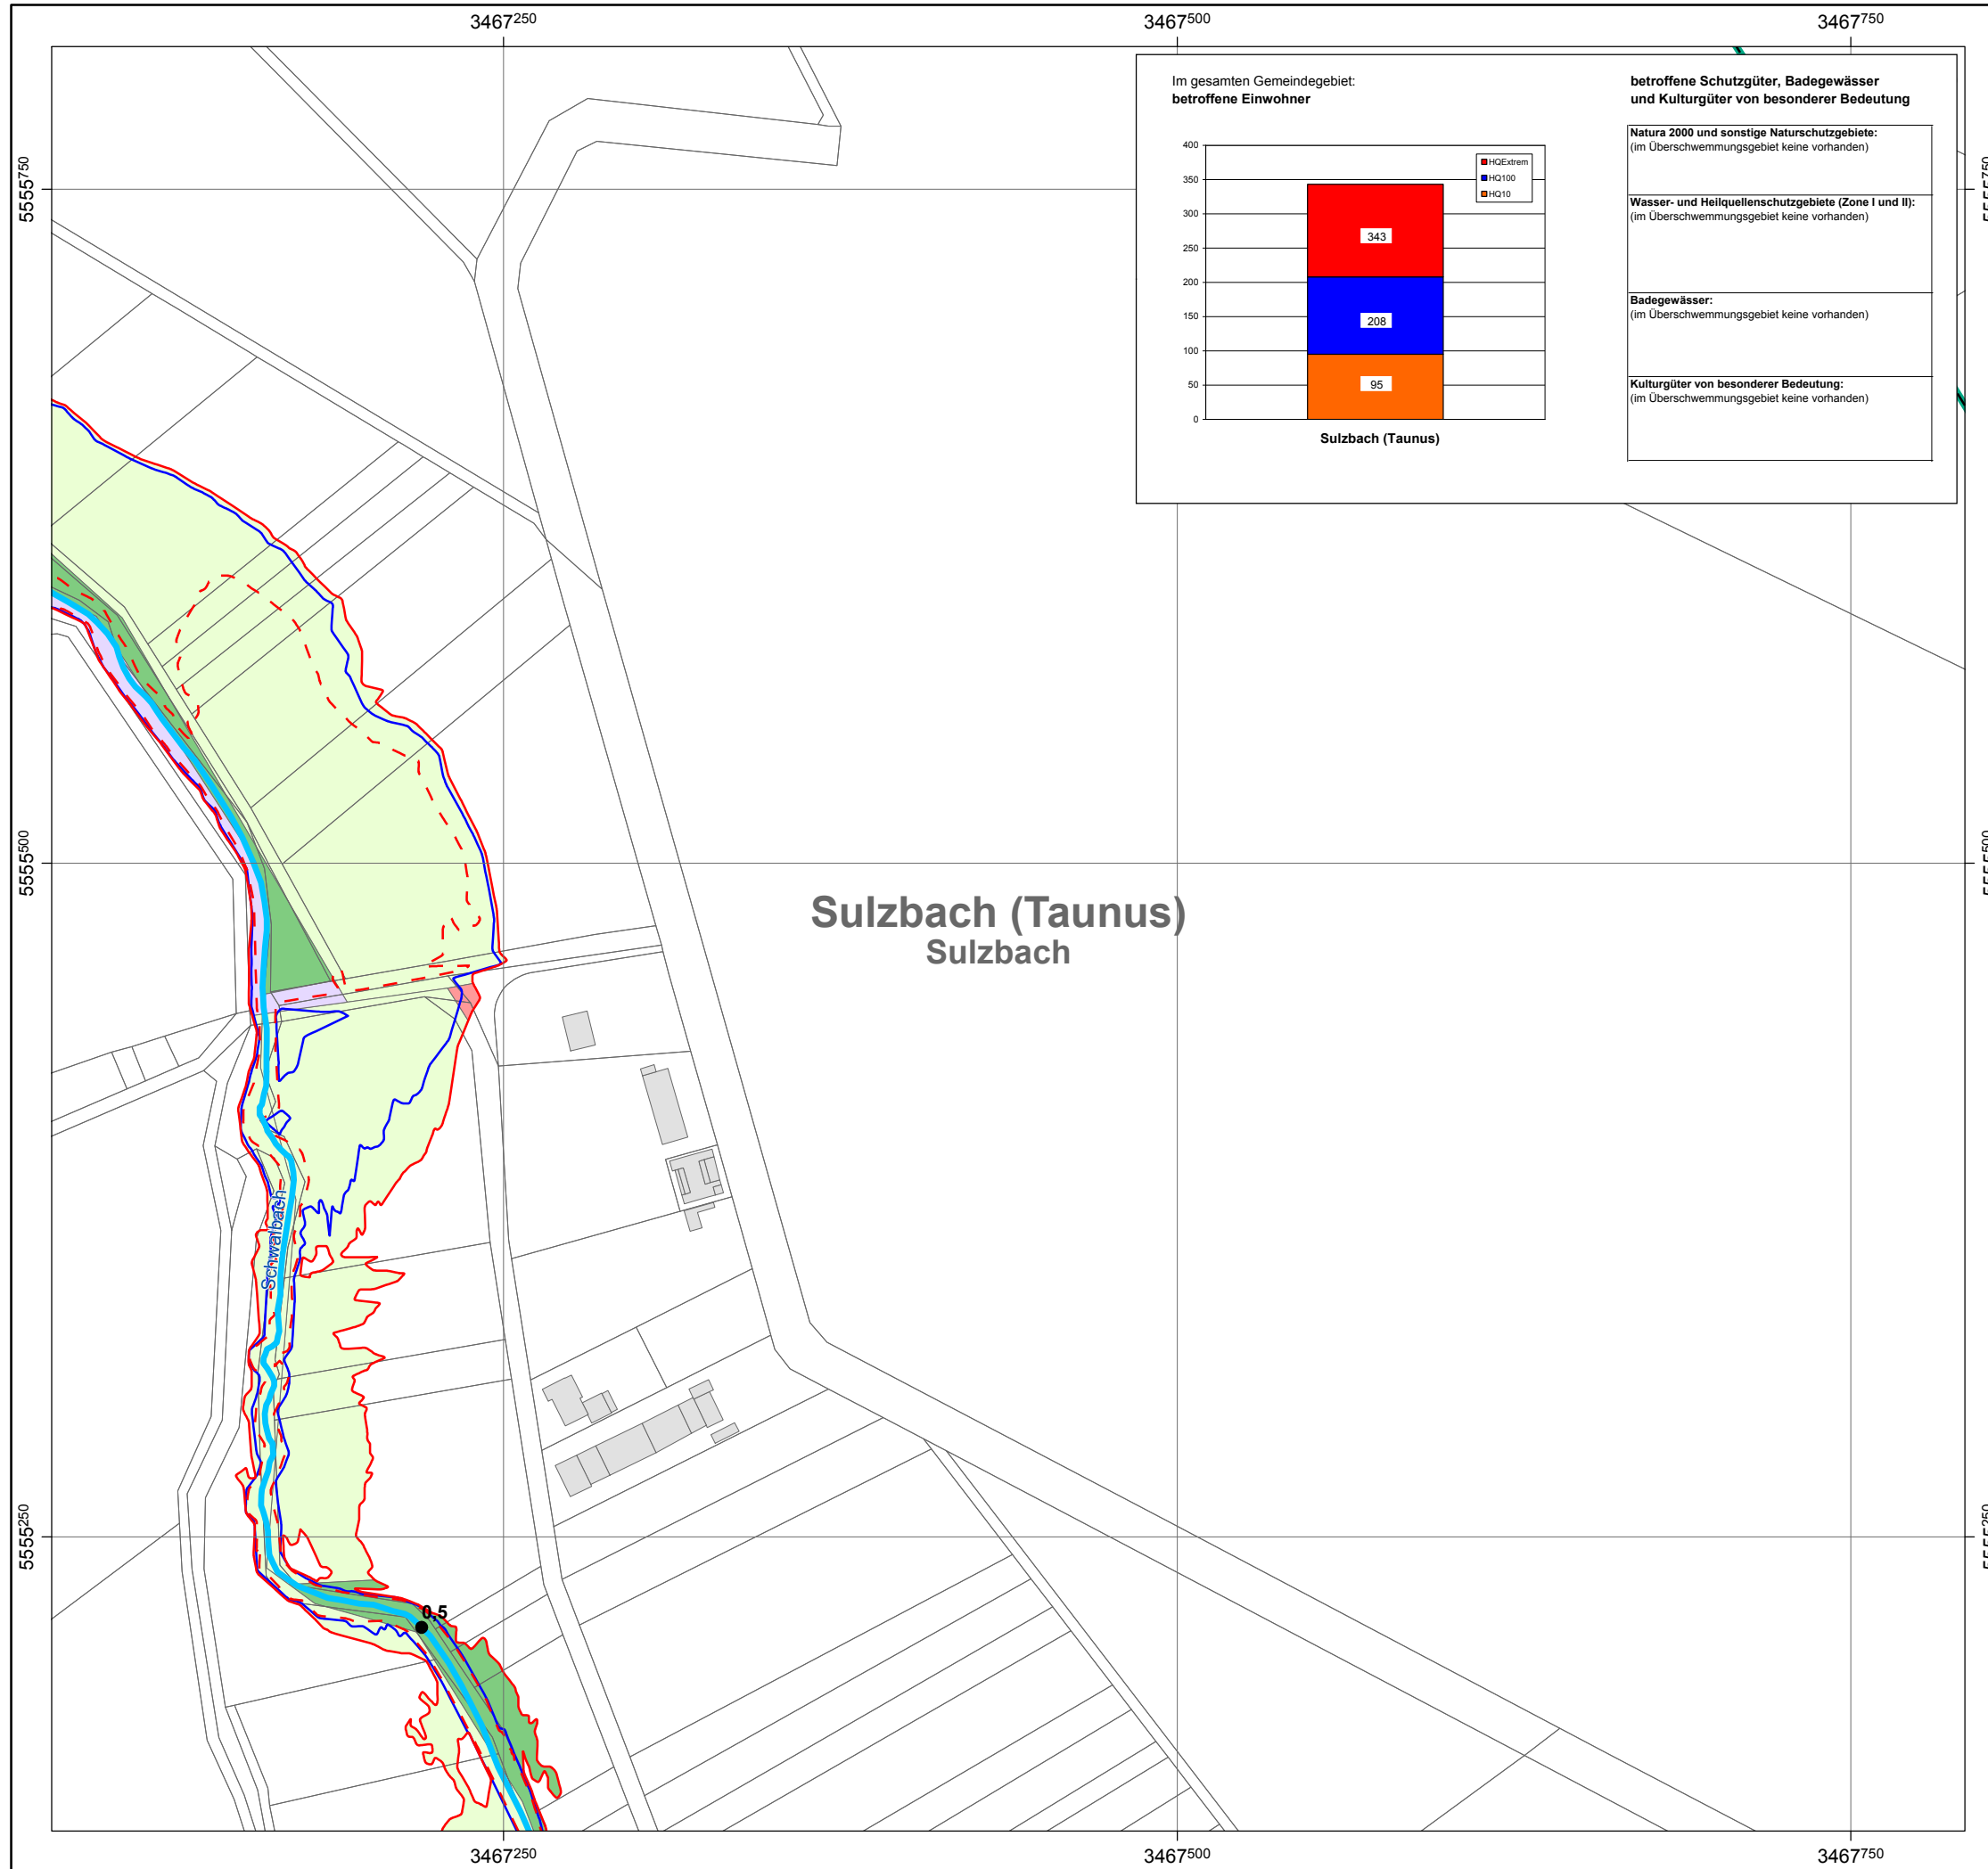 3467250 3467500 3467750
Im gesamten Gemeindegebiet:
betroffene Einwohner
400
350
300
250
200
150
100
50
0
HQExtrem
HQ100
HQ10
343
208
95
Sulzbach (Taunus)
betroffene Schutzgüter, Badegewässer
und Kulturgüter von besonderer Bedeutung
Natura 2000 und sonstige Naturschutzgebiete:
(im Überschwemmungsgebiet keine vorhanden)
Wasser- und Heilquellenschutzgebiete (Zone I und II):
(im Überschwemmungsgebiet keine vorhanden)
Badegewässer:
(im Überschwemmungsgebiet keine vorhanden)
Kulturgüter von besonderer Bedeutung:
(im Überschwemmungsgebiet keine vorhanden)
5555750 5555750
5555500 5555500
Sulzbach (Taunus)
Sulzbach
Schwalbach
5555250 5555250
0,5
3467250 3467500 3467750